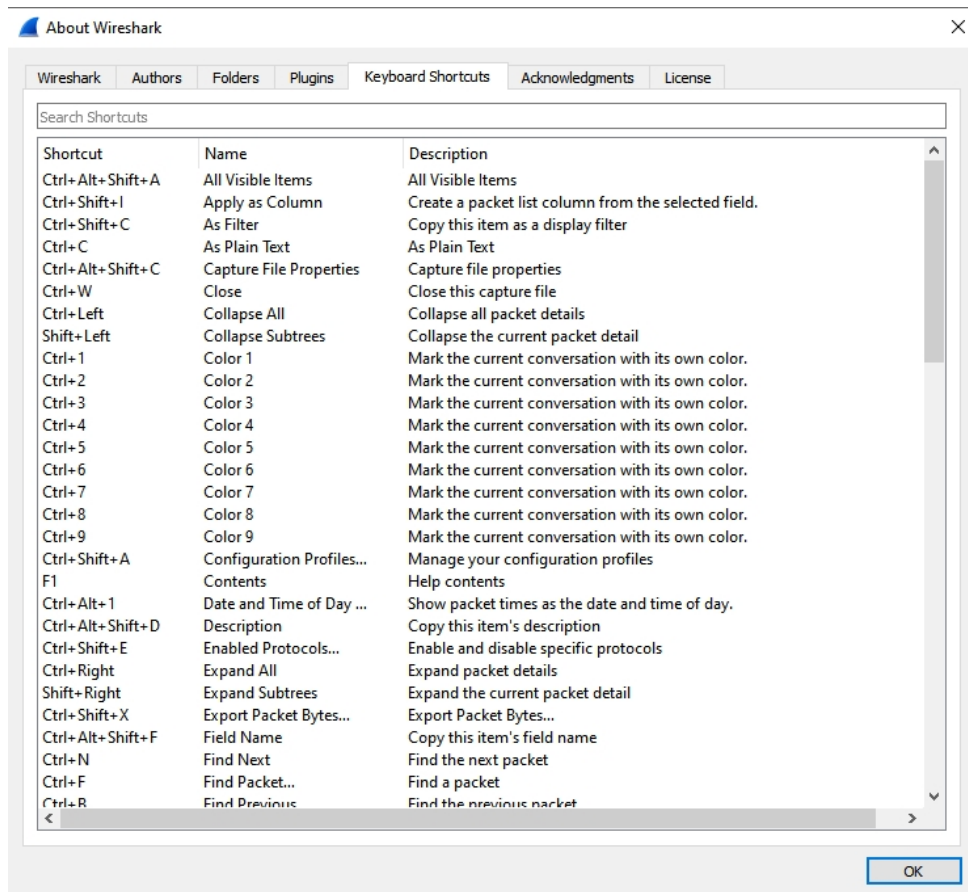 About Wireshark
Wireshark Authors Folders Plugins Keyboard Shortcuts Acknowledgments License
Search Shortcuts
Shortcut Name Description
Ctrl+Alt+Shift+A All Visible Items All Visible Items
Ctrl+Shift+I Apply as Column Create a packet list column from the selected field.
Ctrl+Shift+C As Filter Copy this item as a display filter
Ctrl+C As Plain Text As Plain Text
Ctrl+Alt+Shift+C Capture File Properties Capture file properties
Ctrl+W Close Close this capture file
Ctrl+Left Collapse All Collapse all packet details
Shift+Left Collapse Subtrees Collapse the current packet detail
Ctrl+1 Color 1 Mark the current conversation with its own color.
Ctrl+2 Color 2 Mark the current conversation with its own color.
Ctrl+3 Color 3 Mark the current conversation with its own color.
Ctrl+4 Color 4 Mark the current conversation with its own color.
Ctrl+5 Color 5 Mark the current conversation with its own color.
Ctrl+6 Color 6 Mark the current conversation with its own color.
Ctrl+7 Color 7 Mark the current conversation with its own color.
Ctrl+8 Color 8 Mark the current conversation with its own color.
Ctrl+9 Color 9 Mark the current conversation with its own color.
Ctrl+Shift+A Configuration Profiles... Manage your configuration profiles
F1 Contents Help contents
Ctrl+Alt+1 Date and Time of Day ... Show packet times as the date and time of day.
Ctrl+Alt+Shift+D Description Copy this item's description
Ctrl+Shift+E Enabled Protocols... Enable and disable specific protocols
Ctrl+Right Expand All Expand packet details
Shift+Right Expand Subtrees Expand the current packet detail
Ctrl+Shift+X Export Packet Bytes... Export Packet Bytes...
Ctrl+Alt+Shift+F Field Name Copy this item's field name
Ctrl+N Find Next Find the next packet
Ctrl+F Find Packet... Find a packet
Ctrl+B Find Previous Find the previous packet
OK